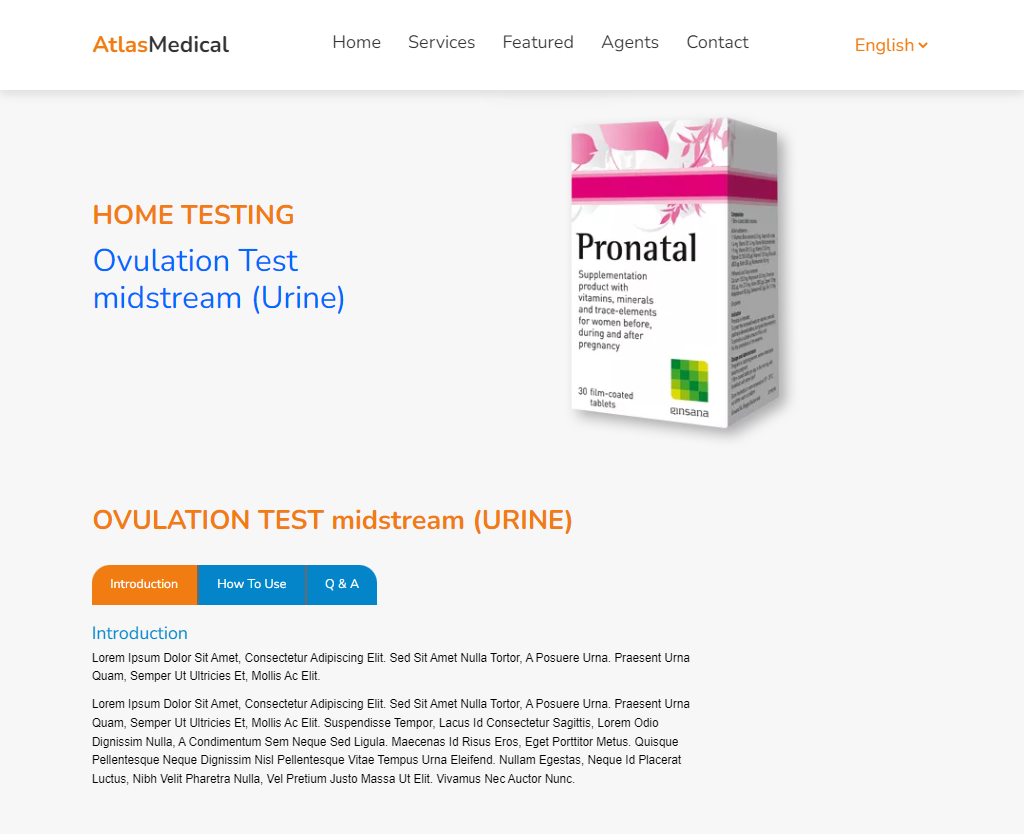 AtlasMedical
Home Services Featured Agents Contact
English
HOME TESTING
Ovulation Test
midstream (Urine)
Pronatal
Supplementation
product with
vitamins, minerals
and trace-elements
for women before,
during and after
pregnancy
30 film-coated
tablets
ginsana
OVULATION TEST midstream (URINE)
Introduction How To Use Q & A
Introduction
Lorem Ipsum Dolor Sit Amet, Consectetur Adipiscing Elit. Sed Sit Amet Nulla Tortor, A Posuere Urna. Praesent Urna
Quam, Semper Ut Ultricies Et, Mollis Ac Elit.
Lorem Ipsum Dolor Sit Amet, Consectetur Adipiscing Elit. Sed Sit Amet Nulla Tortor, A Posuere Urna. Praesent Urna
Quam, Semper Ut Ultricies Et, Mollis Ac Elit. Suspendisse Tempor, Lacus Id Consectetur Sagittis, Lorem Odio
Dignissim Nulla, A Condimentum Sem Neque Sed Ligula. Maecenas Id Risus Eros, Eget Porttitor Metus. Quisque
Pellentesque Neque Dignissim Nisl Pellentesque Vitae Tempus Urna Eleifend. Nullam Egestas, Neque Id Placerat
Luctus, Nibh Velit Pharetra Nulla, Vel Pretium Justo Massa Ut Elit. Vivamus Nec Auctor Nunc.